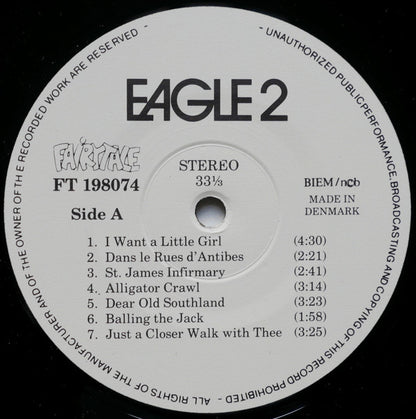 EAGLE 2
FAIRYTALE
FT 198074
Side A
STEREO
33⅓
BIEM/ncb
MADE IN
DENMARK
1. I Want a Little Girl (4:30)
2. Dans le Rues d'Antibes (2:21)
3. St. James Infirmary (2:41)
4. Alligator Crawl (3:14)
5. Dear Old Southland (3:23)
6. Balling the Jack (1:58)
7. Just a Closer Walk with Thee (3:25)
- ALL RIGHTS OF THE MANUFACTURER AND OF THE OWNER OF THE RECORDED WORK ARE RESERVED -
- UNAUTHORIZED PUBLIC PERFORMANCE, BROADCASTING AND COPYING OF THIS RECORD PROHIBITED -